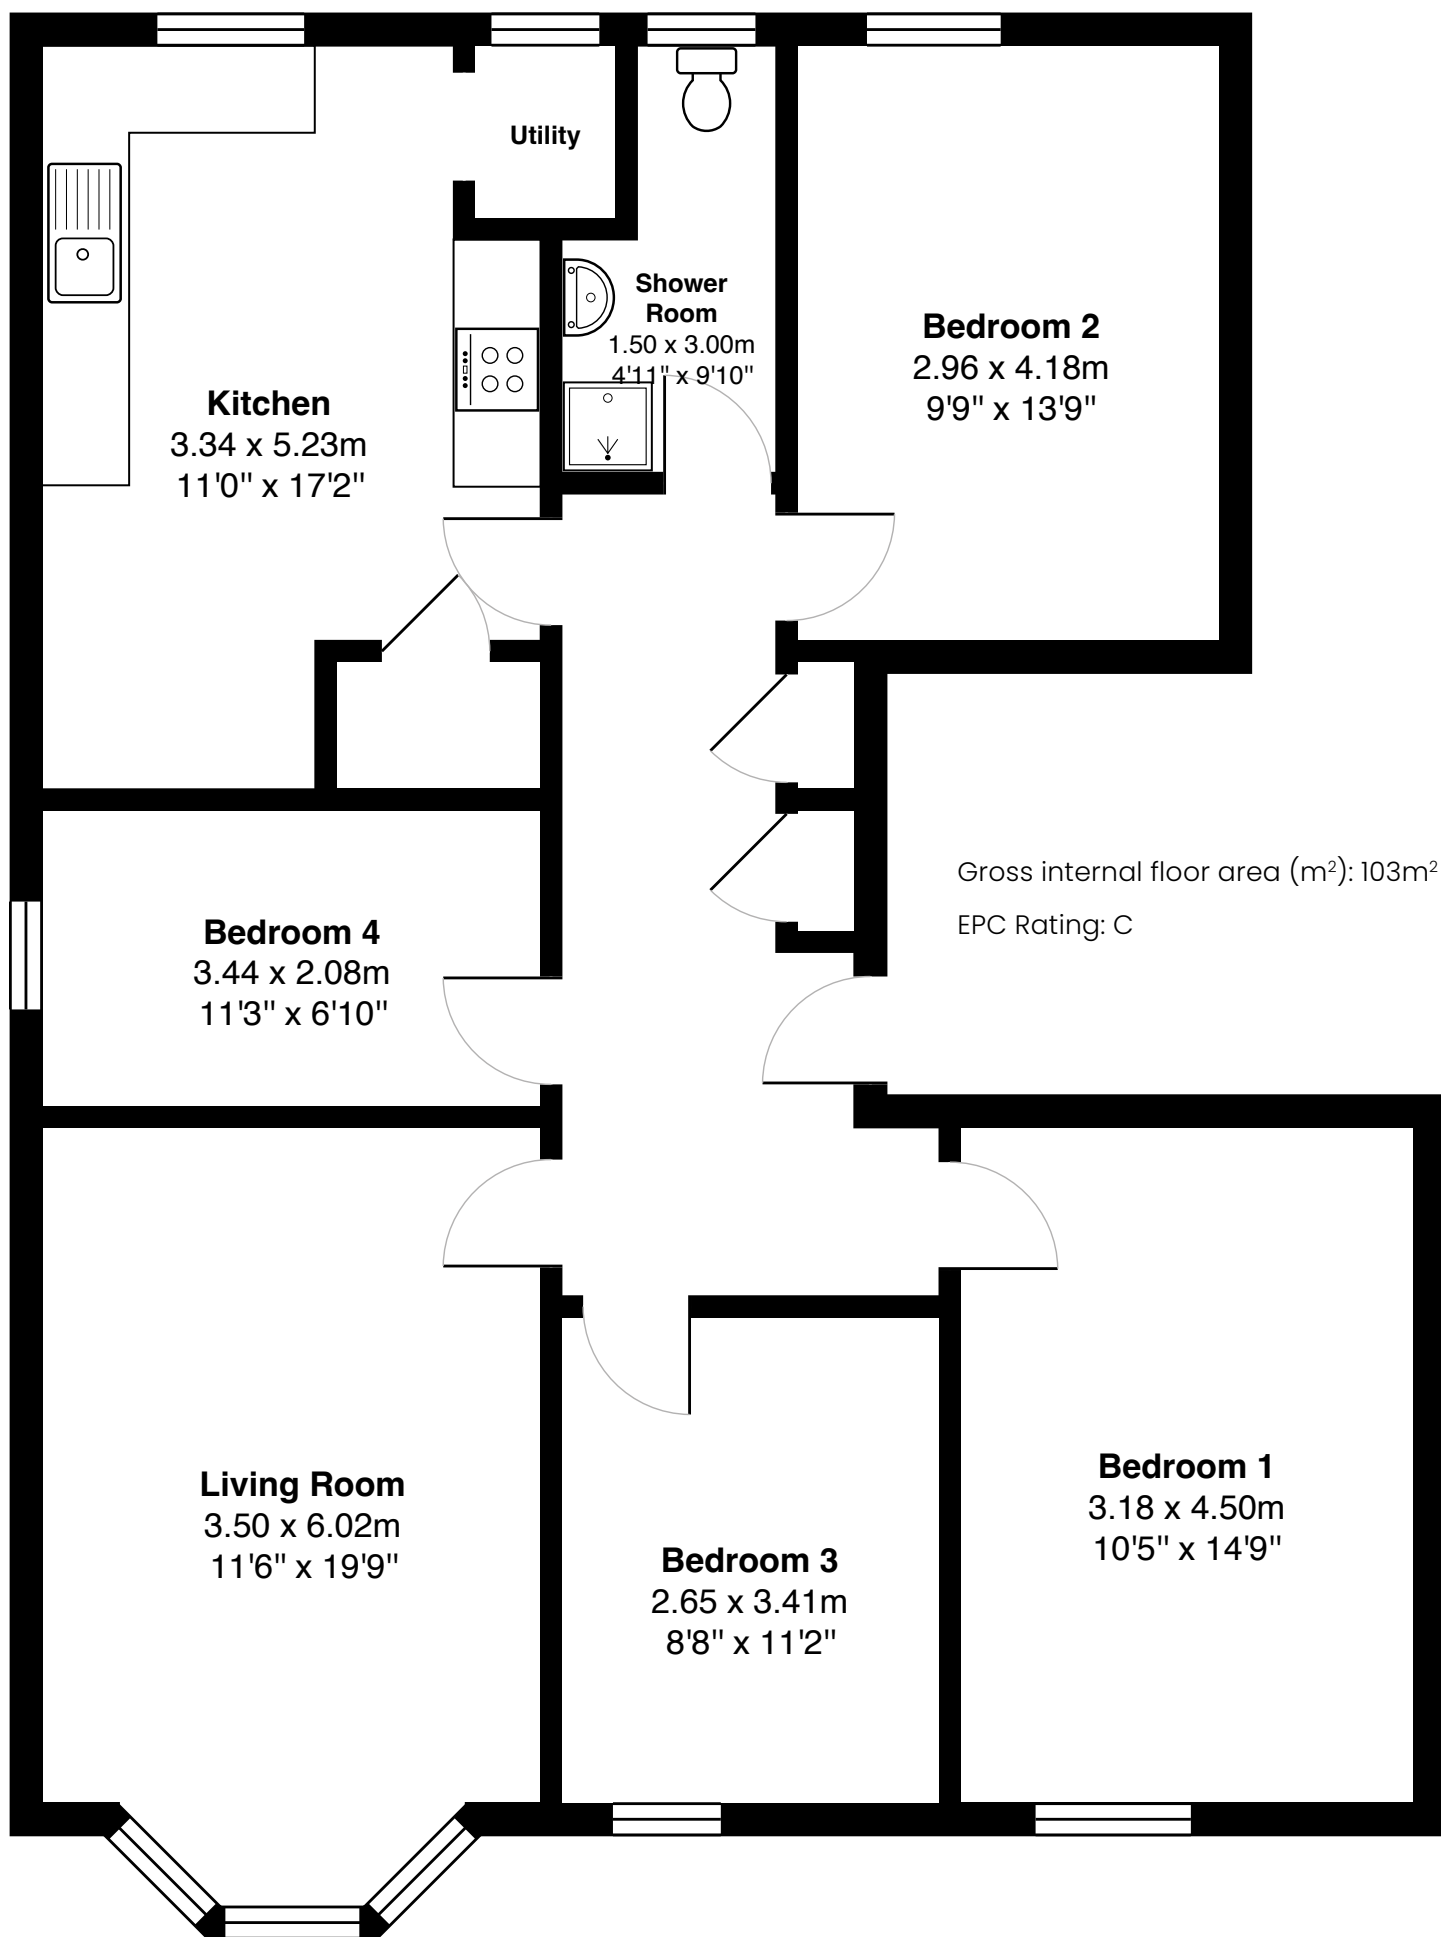 Utility
Shower
Room
1.50 x 3.00m
4'11" x 9'10"
Bedroom 2
2.96 x 4.18m
9'9" x 13'9"
Kitchen
3.34 x 5.23m
11'0" x 17'2"
Gross internal floor area (m²): 103m²
EPC Rating: C
Bedroom 4
3.44 x 2.08m
11'3" x 6'10"
Living Room
3.50 x 6.02m
11'6" x 19'9"
Bedroom 3
2.65 x 3.41m
8'8" x 11'2"
Bedroom 1
3.18 x 4.50m
10'5" x 14'9"